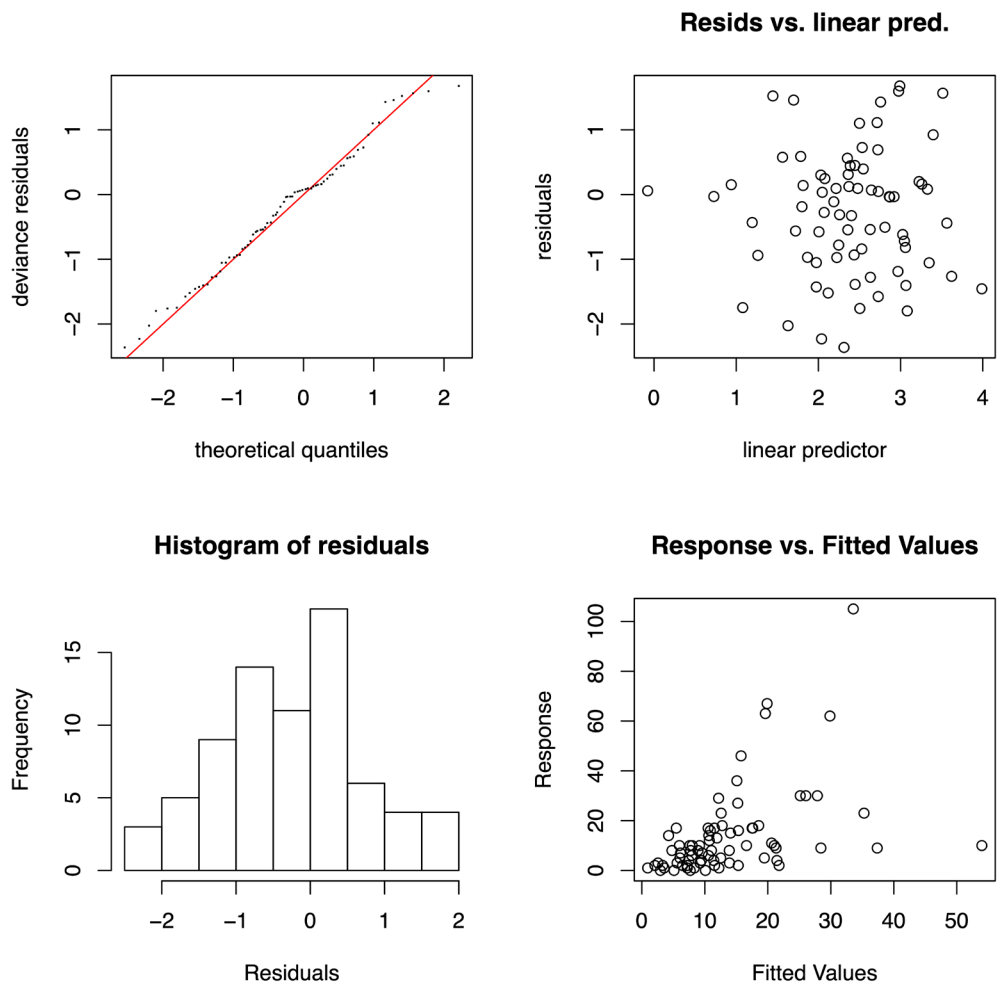 deviance residuals
1
0
−1
−2
−2 −1 0 1 2
theoretical quantiles
Resids vs. linear pred.
residuals
1
0
−1
−2
0 1 2 3 4
linear predictor
Histogram of residuals
Frequency
15
10
5
0
−2 −1 0 1 2
Residuals
Response vs. Fitted Values
Response
100
80
60
40
20
0
0 10 20 30 40 50
Fitted Values